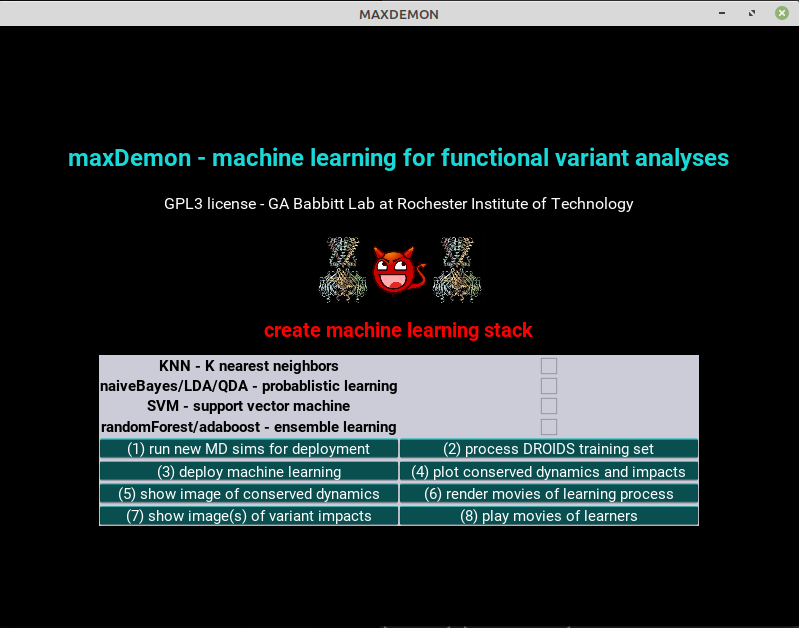 MAXDEMON
maxDemon - machine learning for functional variant analyses
GPL3 license - GA Babbitt Lab at Rochester Institute of Technology
create machine learning stack
KNN - K nearest neighbors
naiveBayes/LDA/QDA - probablistic learning
SVM - support vector machine
randomForest/adaboost - ensemble learning
(1) run new MD sims for deployment
(2) process DROIDS training set
(3) deploy machine learning
(4) plot conserved dynamics and impacts
(5) show image of conserved dynamics
(6) render movies of learning process
(7) show image(s) of variant impacts
(8) play movies of learners